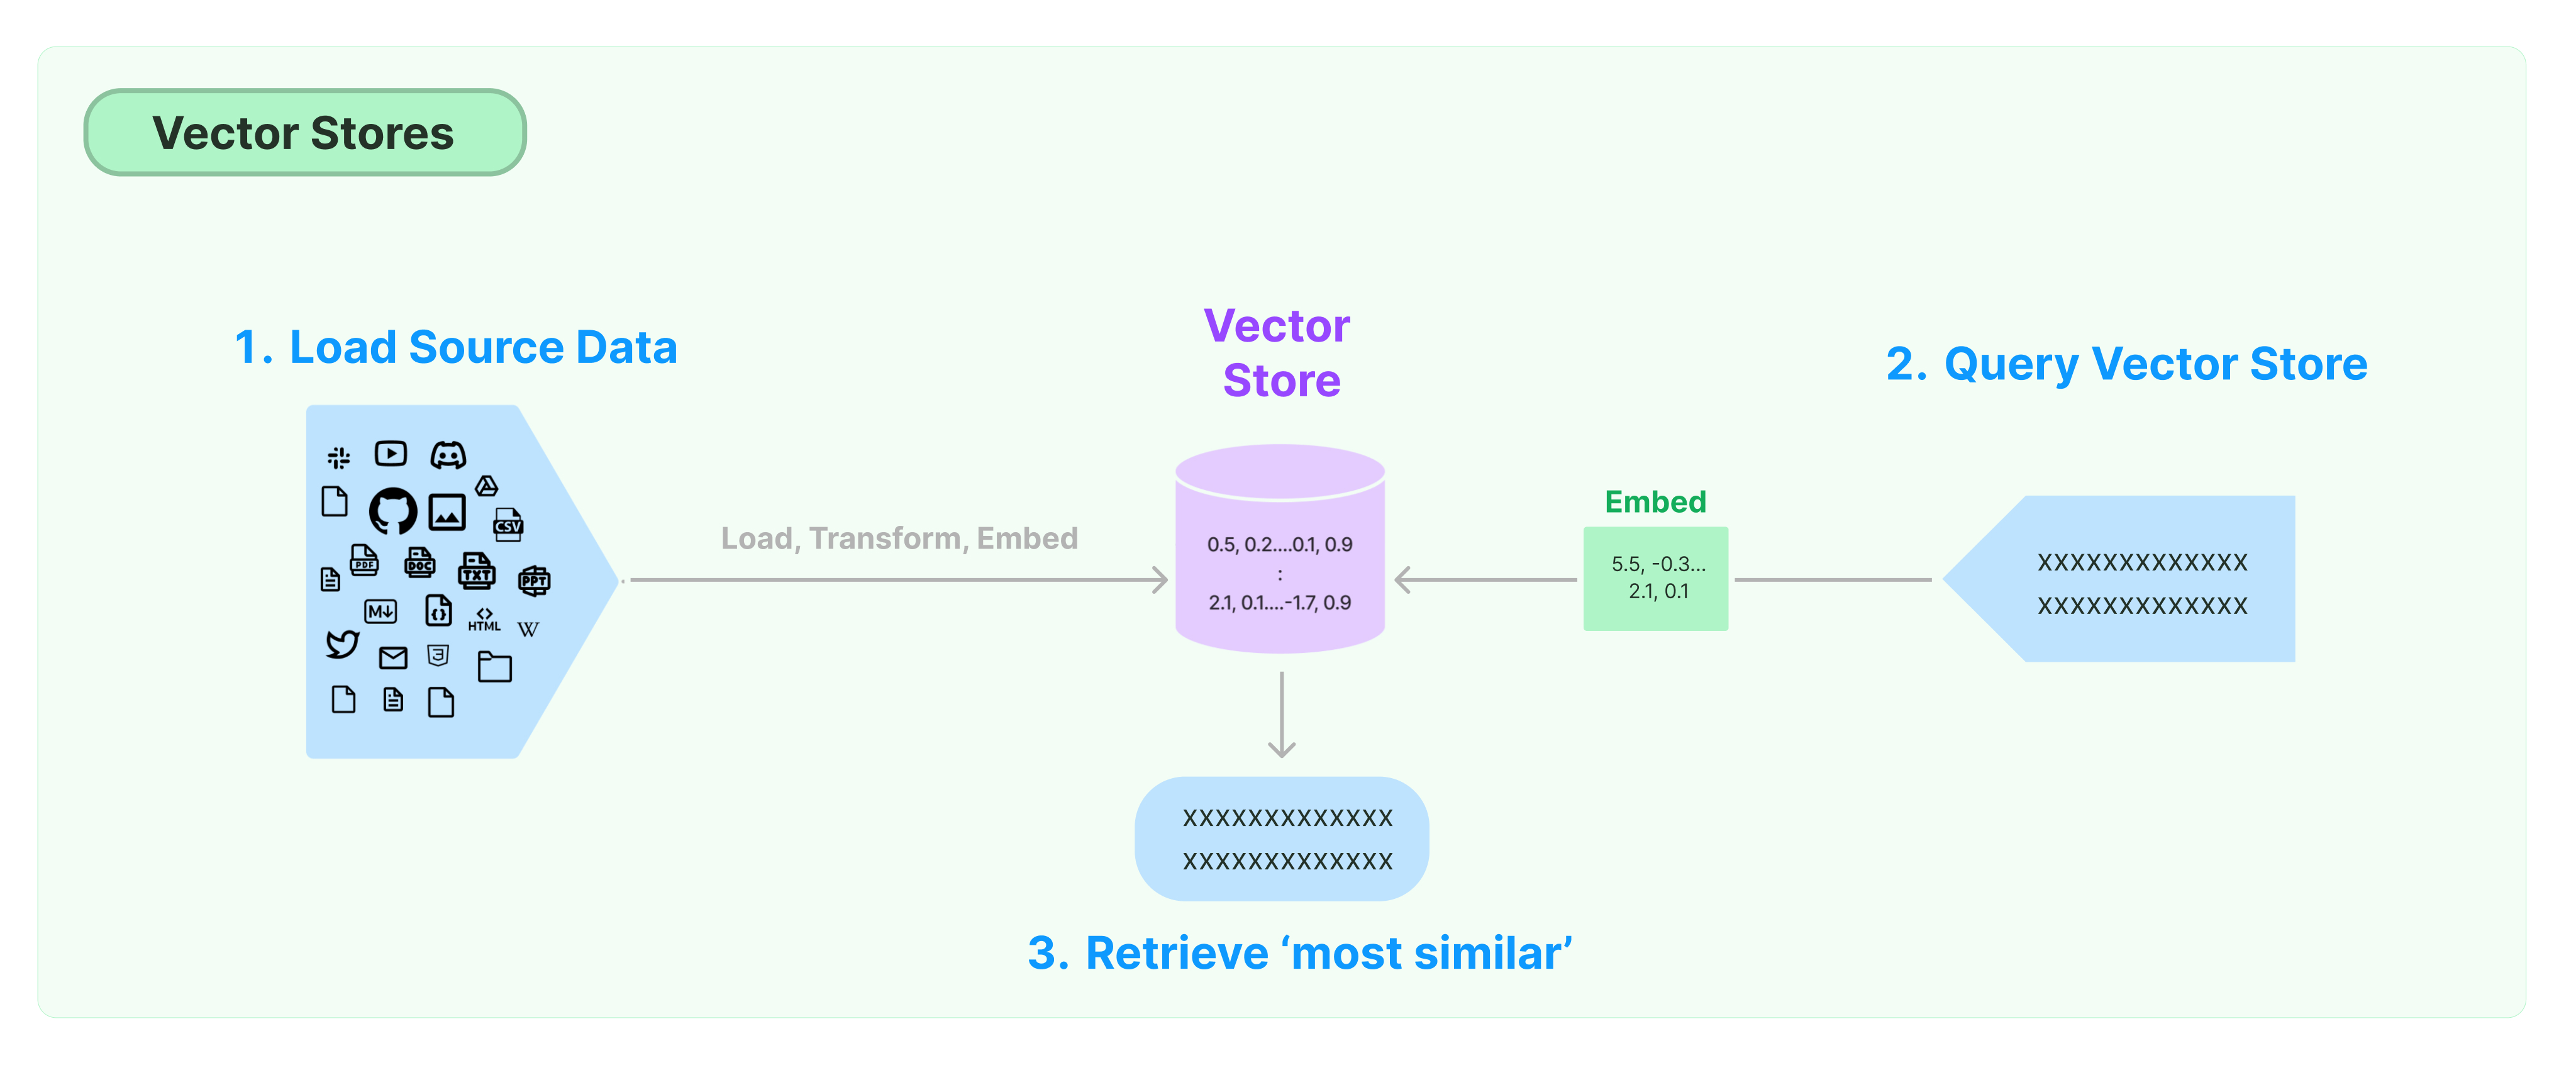 Vector Stores
1. Load Source Data
CSV
PDF
DOC
TXT
PPT
M
HTML
W
3
Load, Transform, Embed
Vector
Store
0.5, 0.2....0.1, 0.9
:
2.1, 0.1....-1.7, 0.9
Embed
5.5, -0.3...
2.1, 0.1
2. Query Vector Store
XXXXXXXXXXXXX
XXXXXXXXXXXXX
XXXXXXXXXXXXX
XXXXXXXXXXXXX
3. Retrieve ‘most similar’